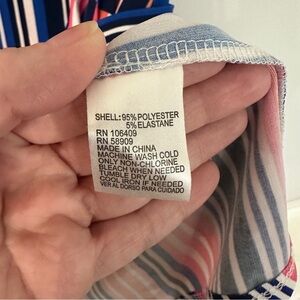 SHELL: 95% POLYESTER
5% ELASTANE
RN 106409
RN 58909
MADE IN CHINA
MACHINE WASH COLD
ONLY NON-CHLORINE
BLEACH WHEN NEEDED
TUMBLE DRY LOW
COOL IRON IF NEEDED
VER AL DORSO PARA CUIDADO